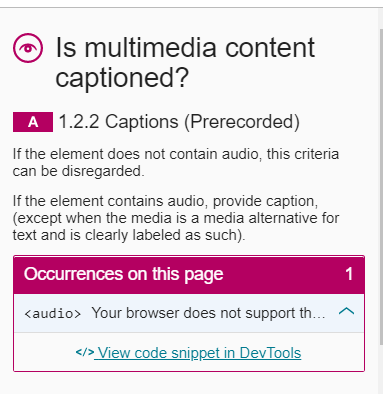 Is multimedia content
captioned?
A 1.2.2 Captions (Prerecorded)
If the element does not contain audio, this criteria
can be disregarded.
If the element contains audio, provide caption,
(except when the media is a media alternative for
text and is clearly labeled as such).
Occurrences on this page 1
<audio> Your browser does not support th...
</> View code snippet in DevTools